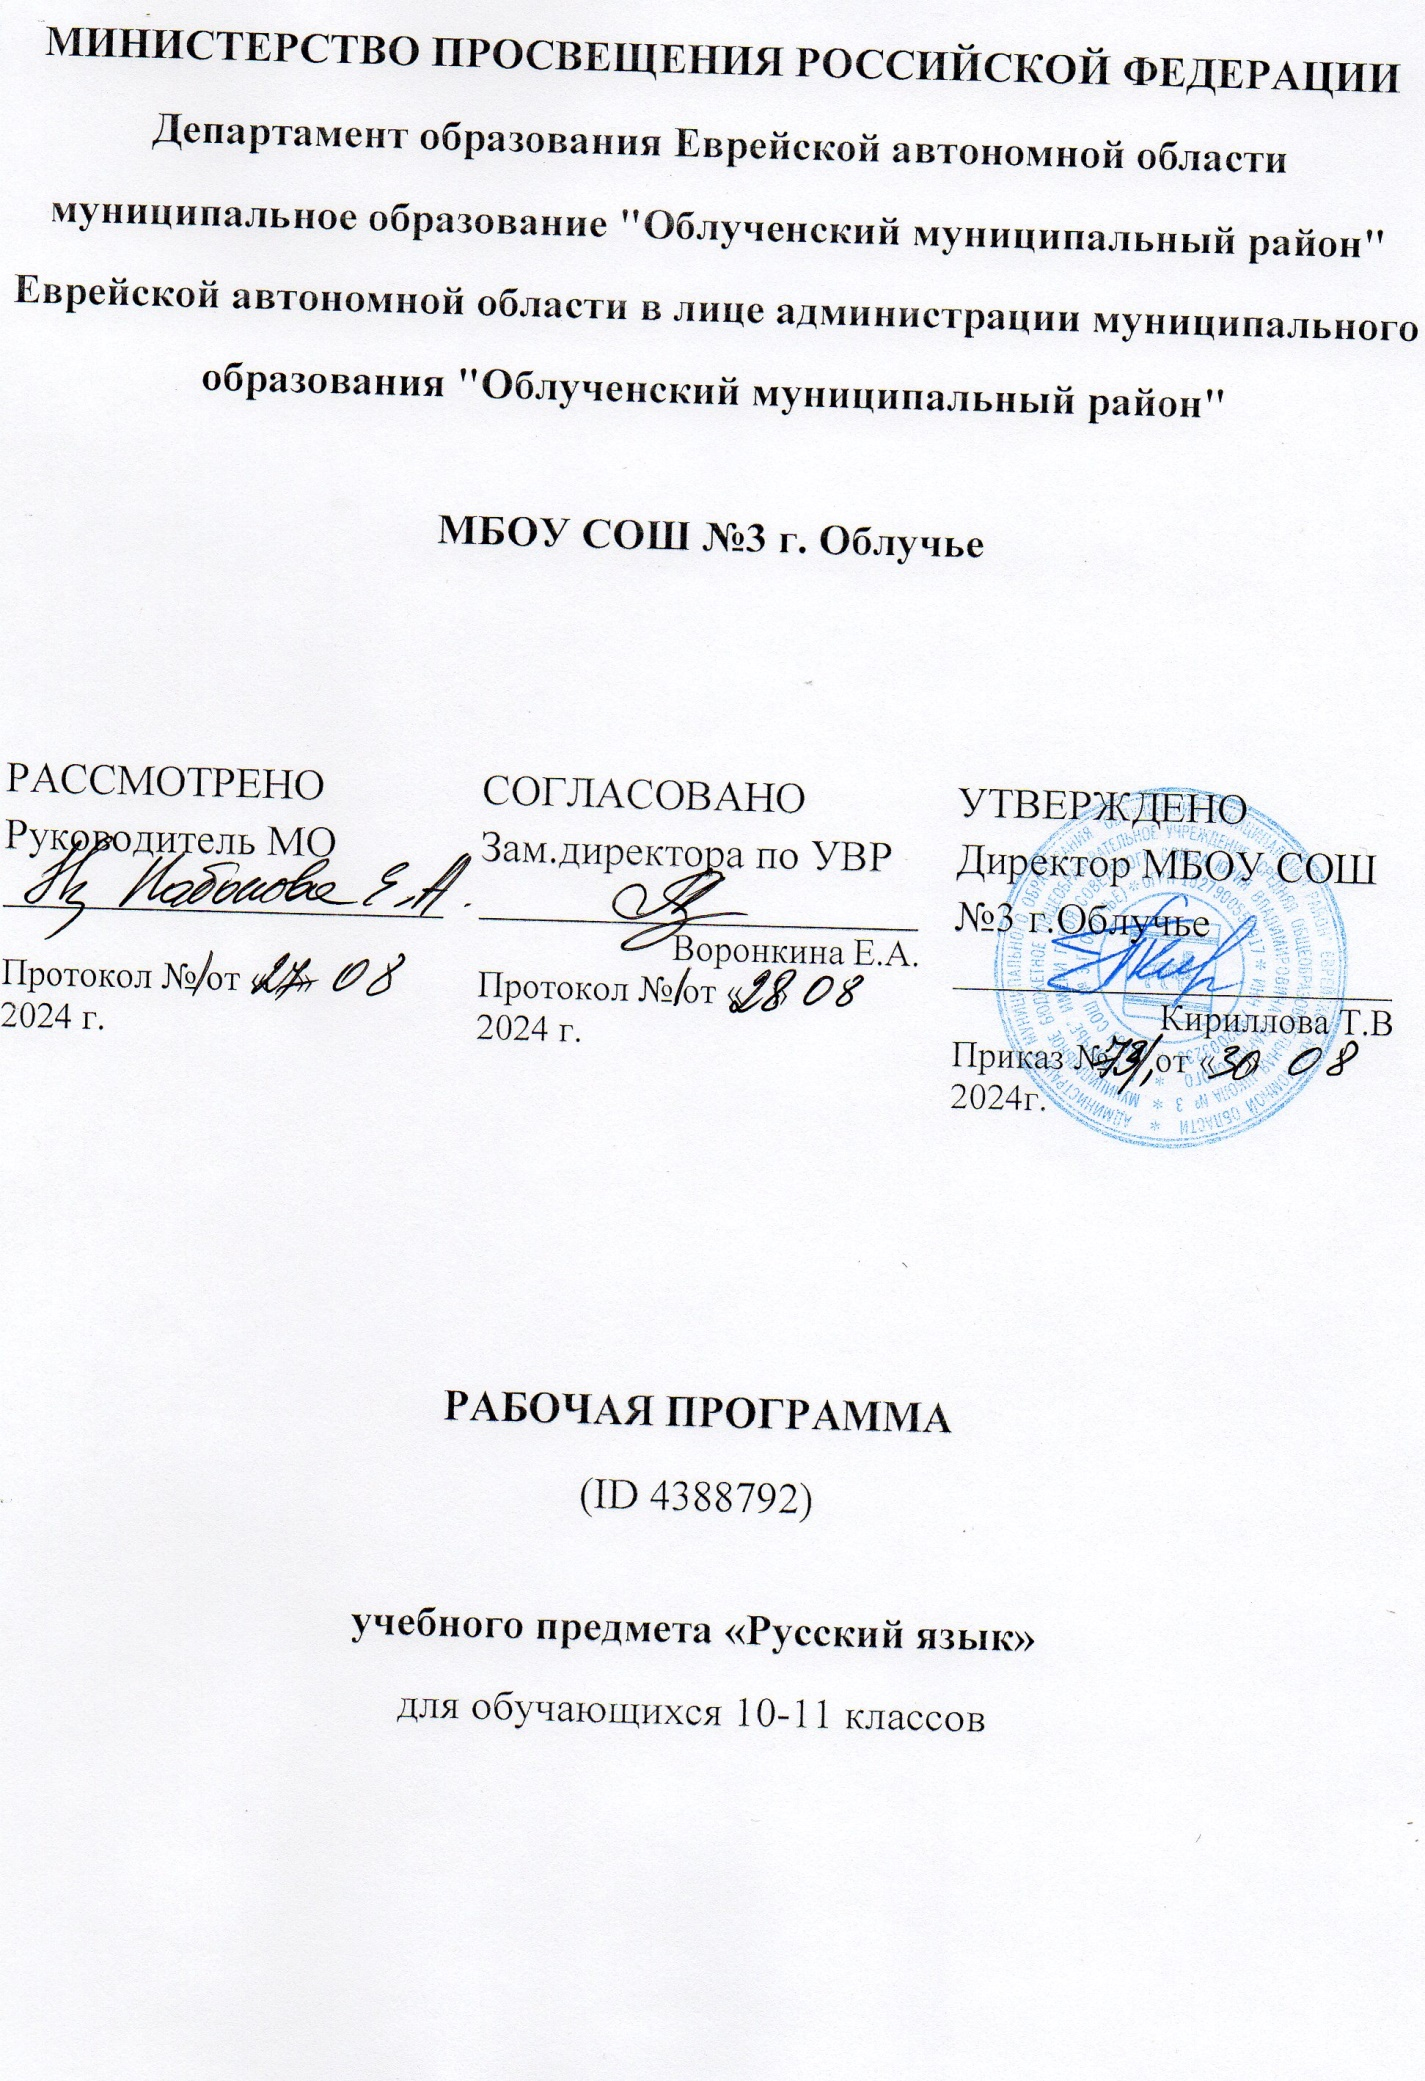 МИНИСТЕРСТВО ПРОСВЕЩЕНИЯ РОССИЙСКОЙ ФЕДЕРАЦИИ
Департамент образования Еврейской автономной области
муниципальное образование "Облученский муниципальный район"
Еврейской автономной области в лице администрации муниципального
образования "Облученский муниципальный район"
МБОУ СОШ №3 г. Облучье
РАССМОТРЕНО
Руководитель МО
Набокова Е.А.
Протокол №1 от «27» 08
2024 г.
СОГЛАСОВАНО
Зам.директора по УВР
Воронкина Е.А.
Протокол №1 от «28» 08
2024 г.
УТВЕРЖДЕНО
Директор МБОУ СОШ
№3 г.Облучье
Кириллова Т.В
Приказ № от «30» 08
2024г.
РАБОЧАЯ ПРОГРАММА
(ID 4388792)
учебного предмета «Русский язык»
для обучающихся 10-11 классов